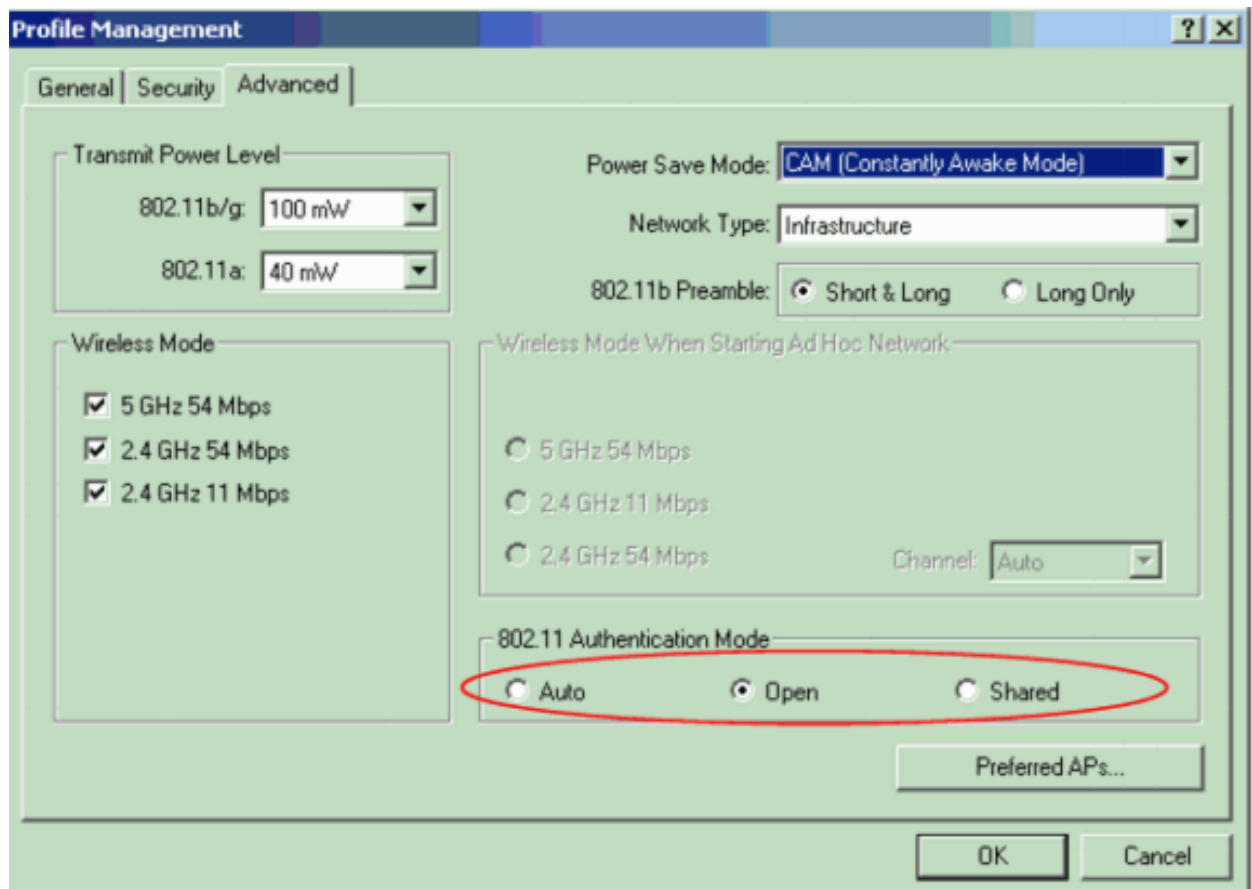 Profile Management
General Security Advanced
Transmit Power Level
802.11b/g: 100 mW
802.11a: 40 mW
Power Save Mode: CAM (Constantly Awake Mode)
Network Type: Infrastructure
802.11b Preamble: Short & Long Long Only
Wireless Mode
5 GHz 54 Mbps
2.4 GHz 54 Mbps
2.4 GHz 11 Mbps
Wireless Mode When Starting Ad Hoc Network
5 GHz 54 Mbps
2.4 GHz 11 Mbps
2.4 GHz 54 Mbps Channel: Auto
802.11 Authentication Mode
Auto Open Shared
Preferred APs...
OK Cancel